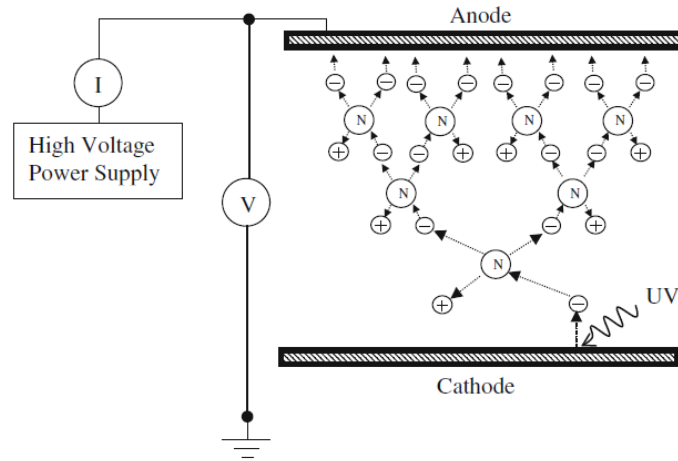 Anode
I
High Voltage
Power Supply
V
N N N N
N N
N
UV
Cathode
− − − − − − − −
+ − − + + − − +
+ − − +
+ −